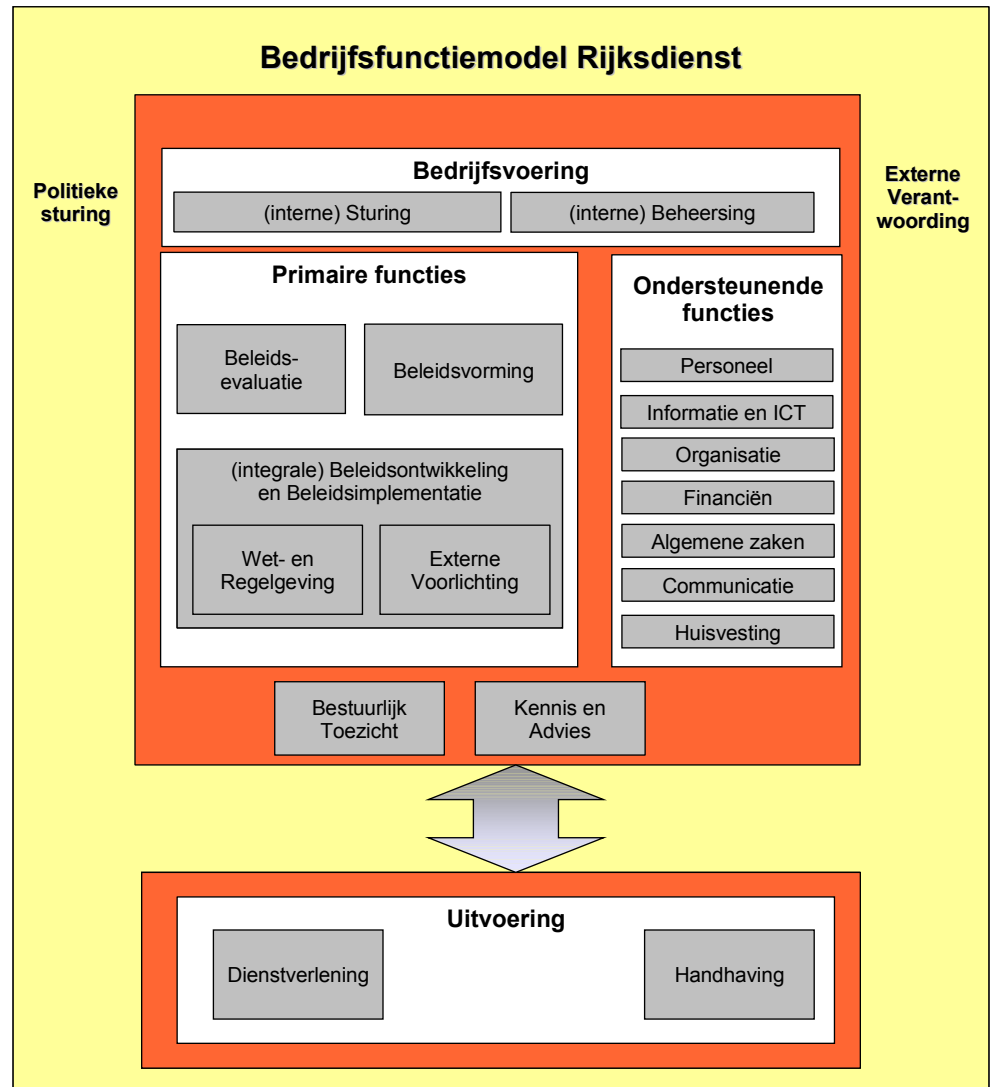 Bedrijfsfunctiemodel Rijksdienst
Politieke
sturing
Externe
Verant-
woording
Bedrijfsvoering
(interne) Sturing
(interne) Beheersing
Primaire functies
Beleids-
evaluatie
Beleidsvorming
(integrale) Beleidsontwikkeling
en Beleidsimplementatie
Wet- en
Regelgeving
Externe
Voorlichting
Ondersteunende
functies
Personeel
Informatie en ICT
Organisatie
Financiën
Algemene zaken
Communicatie
Huisvesting
Bestuurlijk
Toezicht
Kennis en
Advies
Uitvoering
Dienstverlening
Handhaving